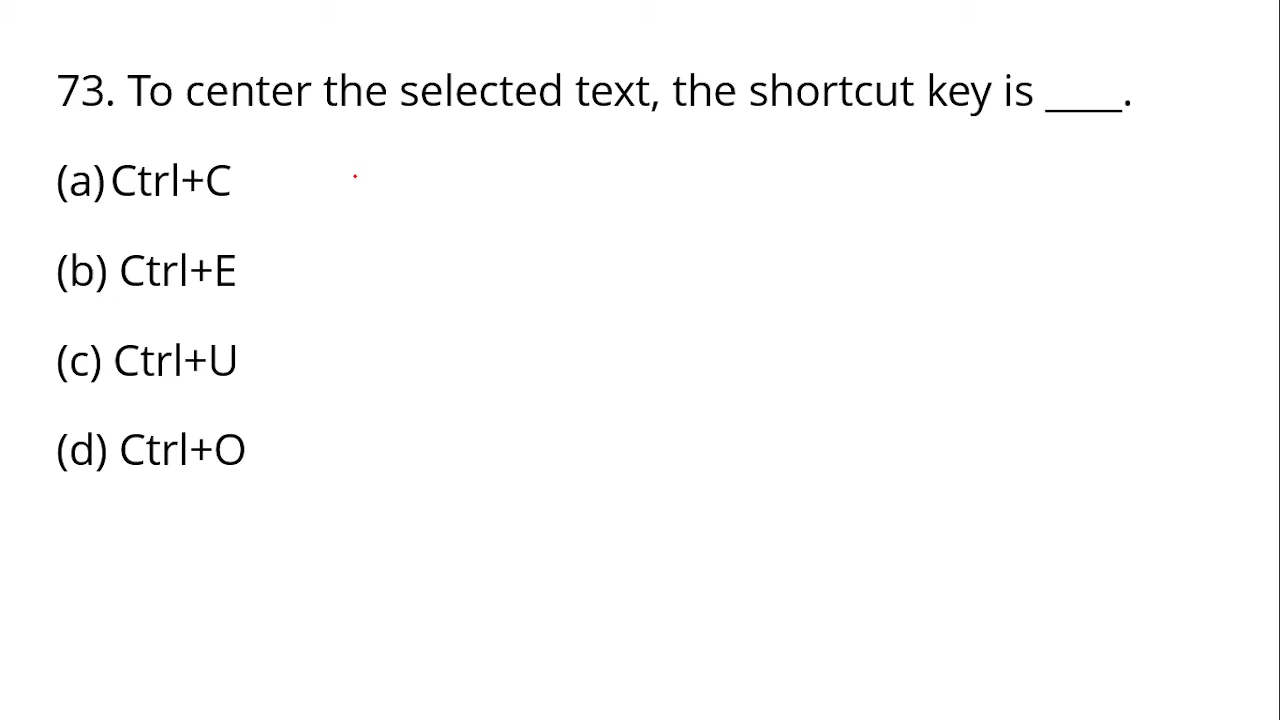 73. To center the selected text, the shortcut key is ____.
(a) Ctrl+C
(b) Ctrl+E
(c) Ctrl+U
(d) Ctrl+O